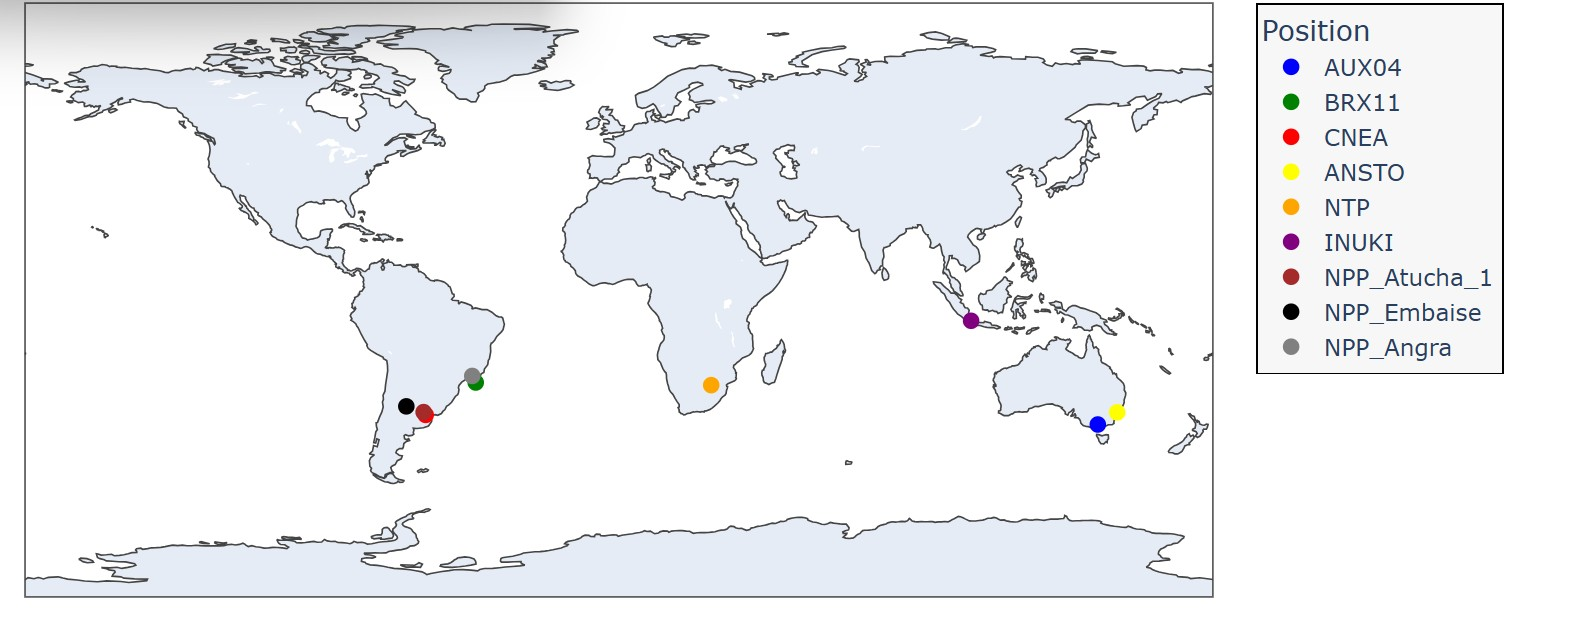 Position
AUX04
BRX11
CNEA
ANSTO
NTP
INUKI
NPP_Atucha_1
NPP_Embaise
NPP_Angra